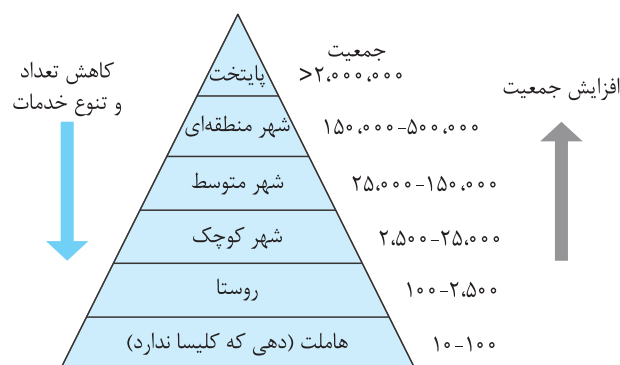 جمعیت
پایتخت
>۲،۰۰۰،۰۰۰
کاهش تعداد
و تنوع خدمات
افزایش جمعیت
شهر منطقه‌ای
۱۵۰،۰۰۰-۵۰۰،۰۰۰
شهر متوسط
۲۵،۰۰۰-۱۵۰،۰۰۰
شهر کوچک
۲،۵۰۰-۲۵،۰۰۰
روستا
۱۰۰-۲،۵۰۰
هاملت (دهی که کلیسا ندارد)
۱۰-۱۰۰